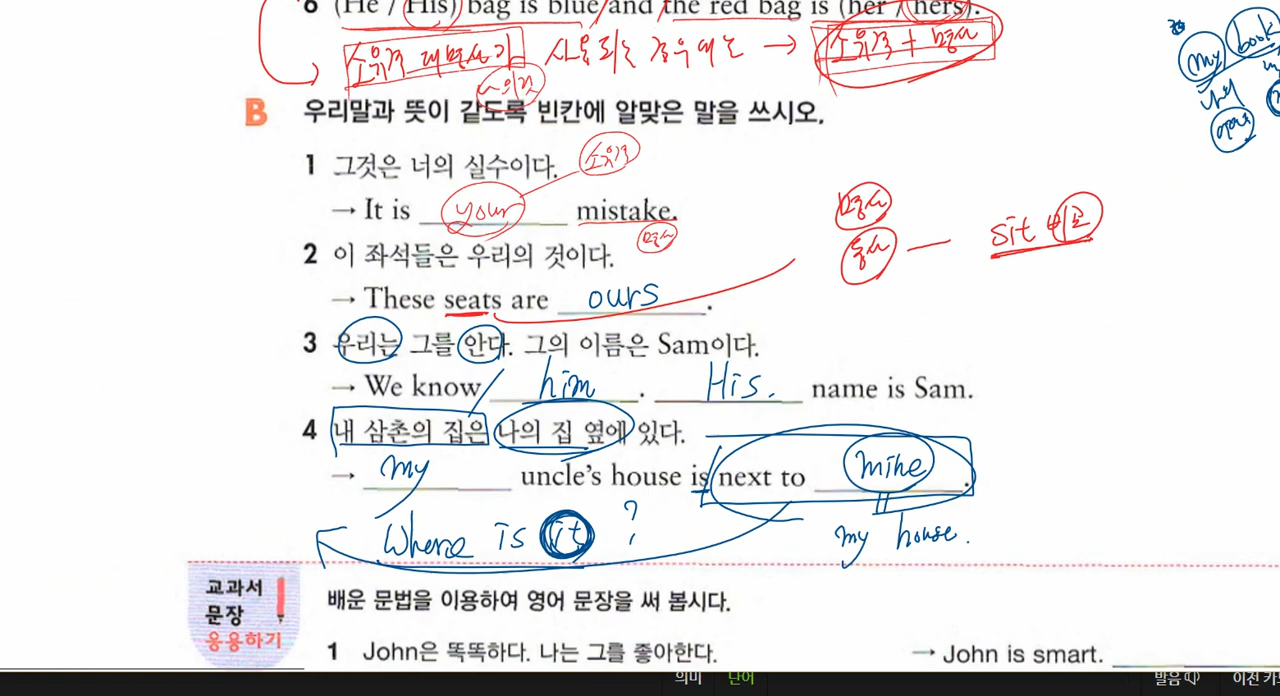 6 (He / His) bag is blue and the red bag is (her / hers).
소유격 대명사가 사용되는 경우에는 → 소유격 + 명사
~의 것
my book
B 우리말과 뜻이 같도록 빈칸에 알맞은 말을 쓰시오.
1 그것은 너의 실수이다.
소유격
→ It is your mistake.
명사
명사
동사 — sit
2 이 좌석들은 우리의 것이다.
→ These seats are ours.
3 우리는 그를 안다. 그의 이름은 Sam이다.
→ We know him. His. name is Sam.
4 내 삼촌의 집은 나의 집 옆에 있다.
→ my uncle's house is next to mine.
Where is it ?
my house.
교과서
문장
응용하기
배운 문법을 이용하여 영어 문장을 써 봅시다.
1 John은 똑똑하다. 나는 그를 좋아한다. → John is smart.
의미 단어 발음 이전